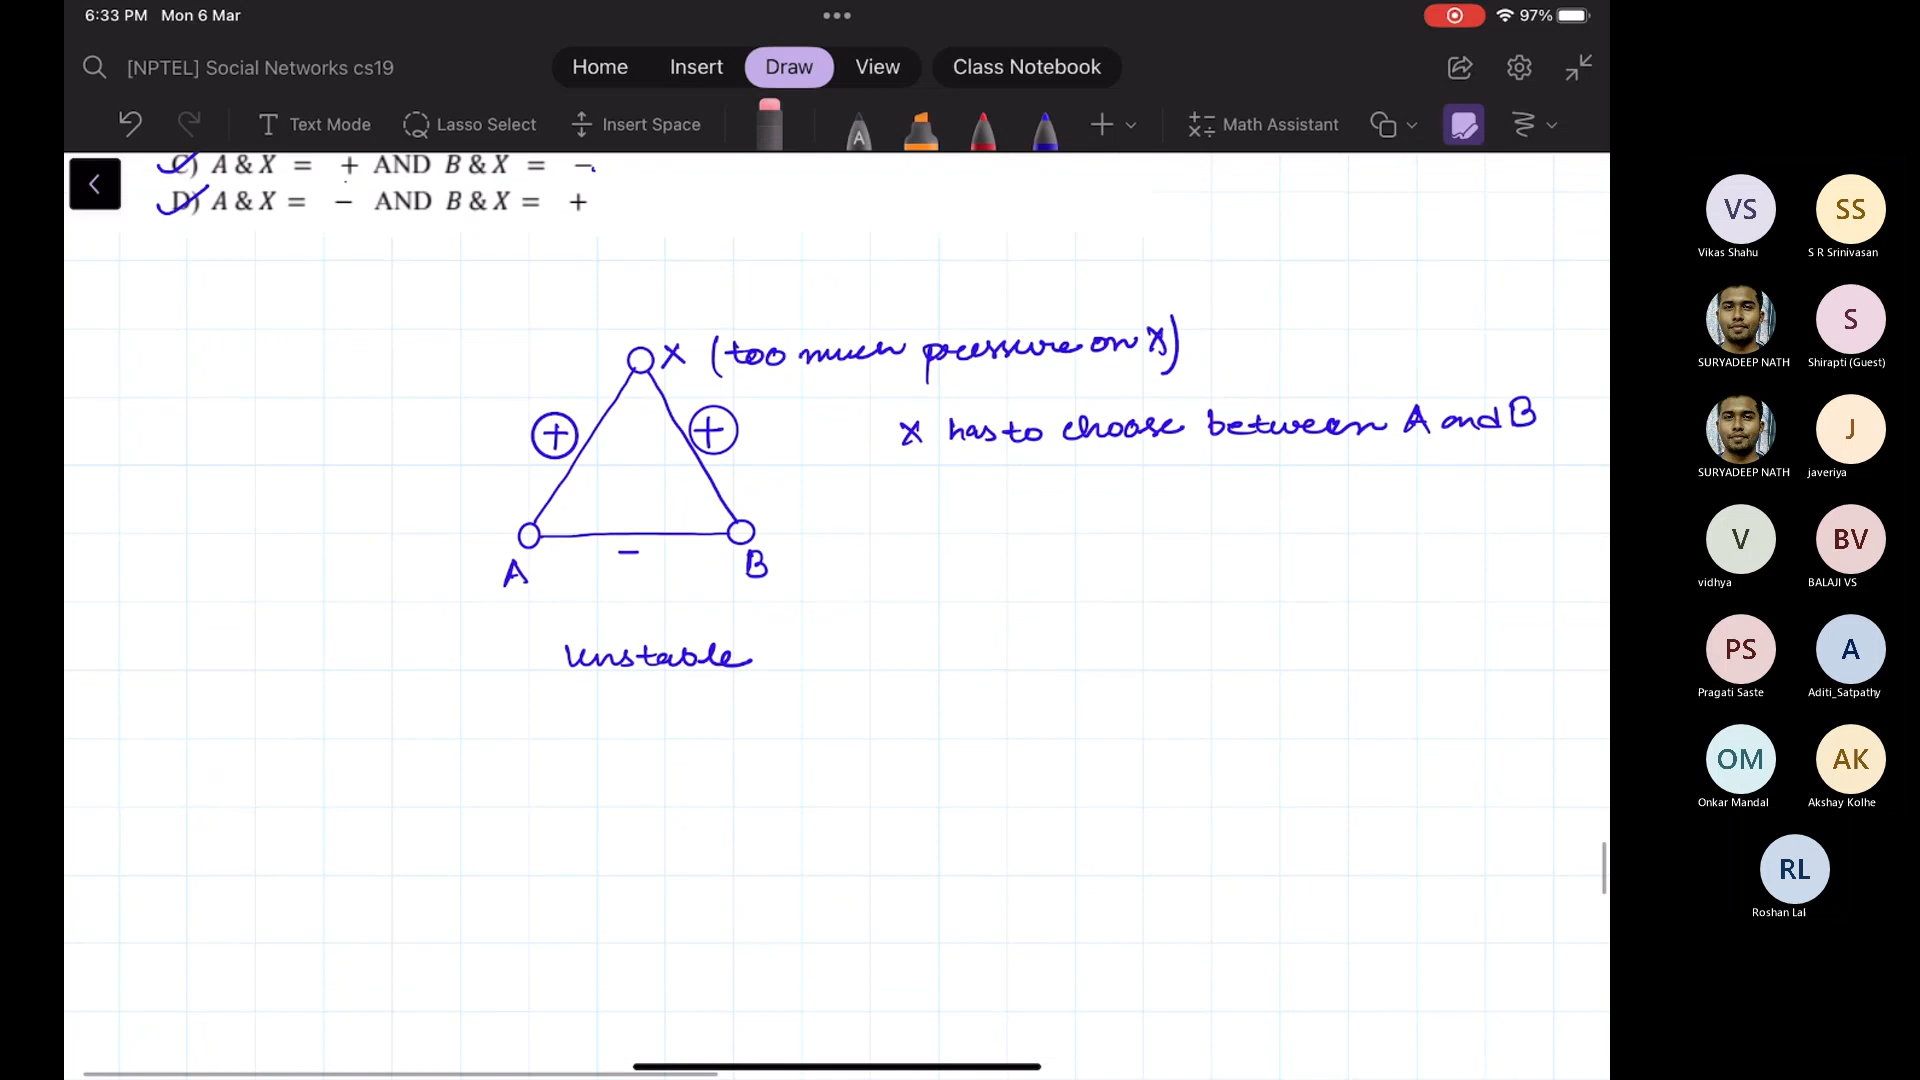 6:33 PM Mon 6 Mar
97%
[NPTEL] Social Networks cs19
Home Insert Draw View Class Notebook
Text Mode Lasso Select Insert Space A Math Assistant
C) A & X = + AND B & X = -
D) A & X = - AND B & X = +
X (too much pressure on X)
+ +
X has to choose between A and B
-
A B
Unstable
VS SS
Vikas Shahu S R Srinivasan
S
SURYADEEP NATH Shirapti (Guest)
J
SURYADEEP NATH javeriya
V BV
vidhya BALAJI VS
PS A
Pragati Saste Aditi_Satpathy
OM AK
Onkar Mandal Akshay Kolhe
RL
Roshan Lal